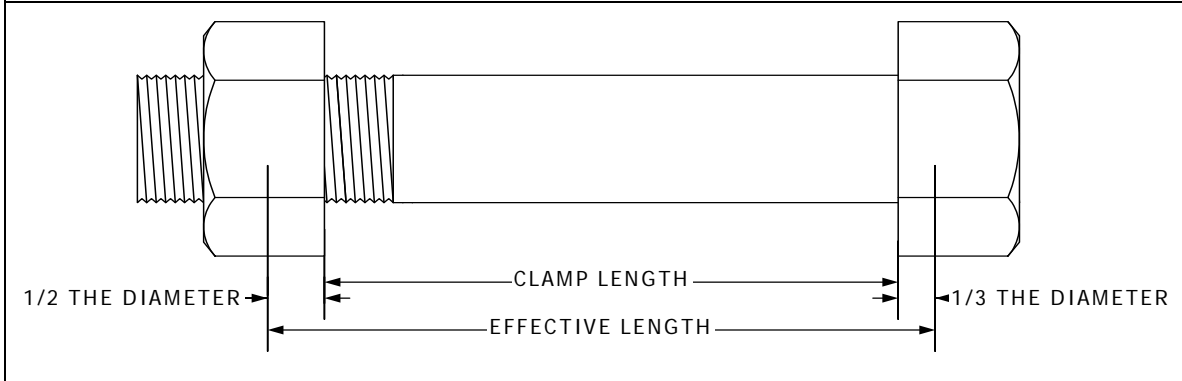 CLAMP LENGTH
1/2 THE DIAMETER
1/3 THE DIAMETER
EFFECTIVE LENGTH